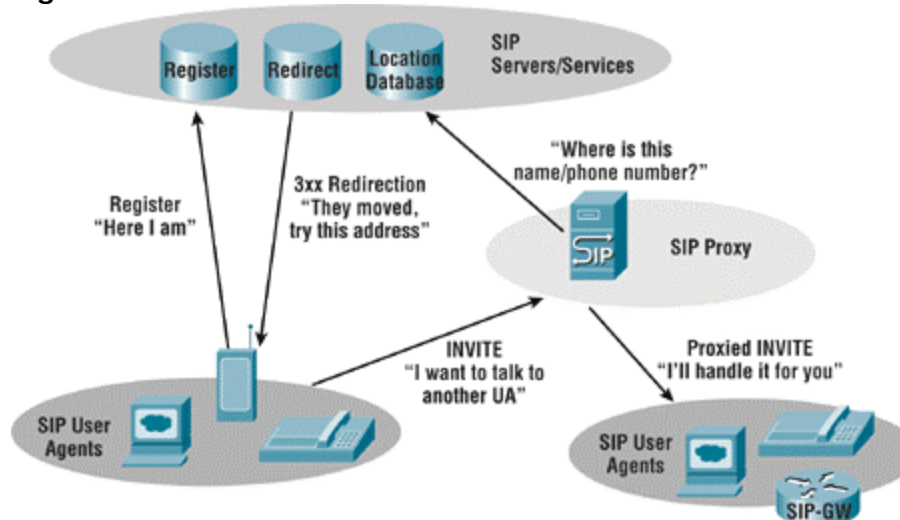 SIP
Servers/Services
Register
Redirect
Location
Database
"Where is this
name/phone number?"
3xx Redirection
"They moved,
try this address"
Register
"Here I am"
SIP
SIP Proxy
INVITE
"I want to talk to
another UA"
Proxied INVITE
"I'll handle it for you"
SIP User
Agents
SIP User
Agents
SIP-GW